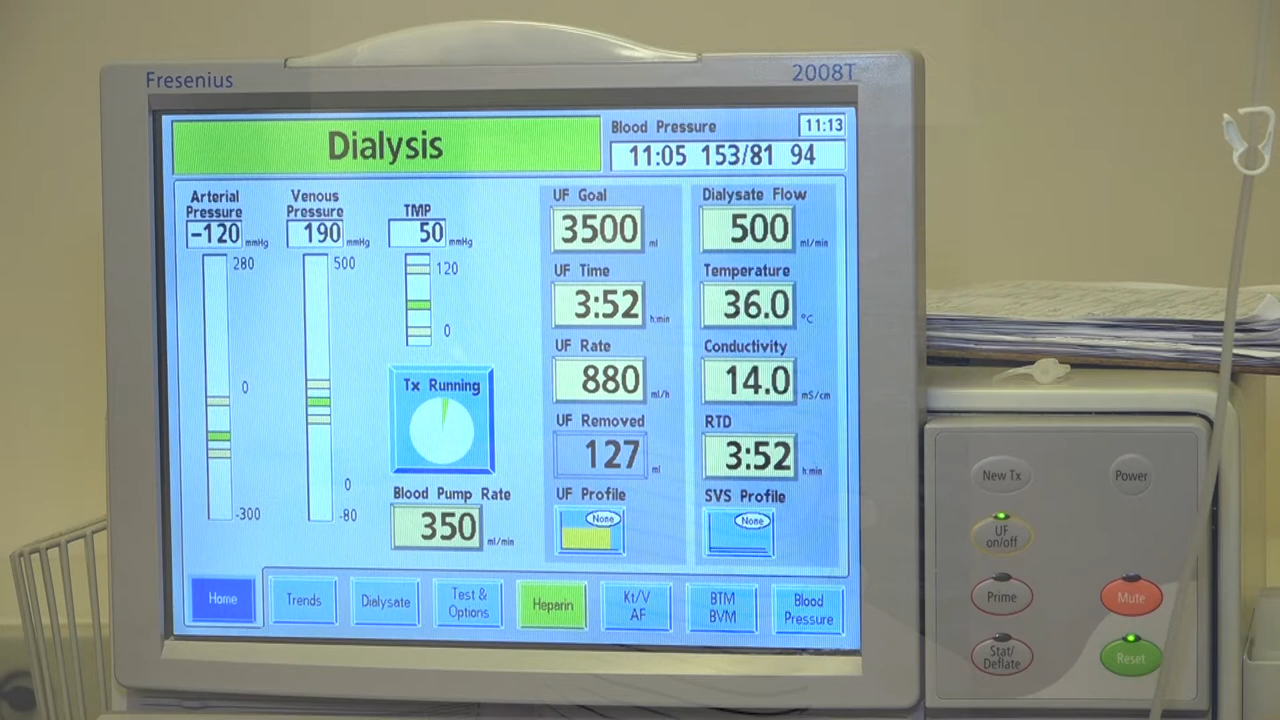 Fresenius
2008T
Dialysis
Blood Pressure
11:13
11:05 153/81 94
Arterial Pressure
-120 mmHg
280
0
-300
Venous Pressure
190 mmHg
500
0
-80
TMP
50 mmHg
120
0
Tx Running
Blood Pump Rate
350 ml/min
UF Goal
3500 ml
UF Time
3:52 h:min
UF Rate
880 ml/h
UF Removed
127 ml
UF Profile
None
Dialysate Flow
500 ml/min
Temperature
36.0 °C
Conductivity
14.0 mS/cm
RTD
3:52 h:min
SVS Profile
None
Home
Trends
Dialysate
Test & Options
Heparin
Kt/V AF
BTM BVM
Blood Pressure
New Tx
Power
UF on/off
Prime
Mute
Stat/ Deflate
Reset